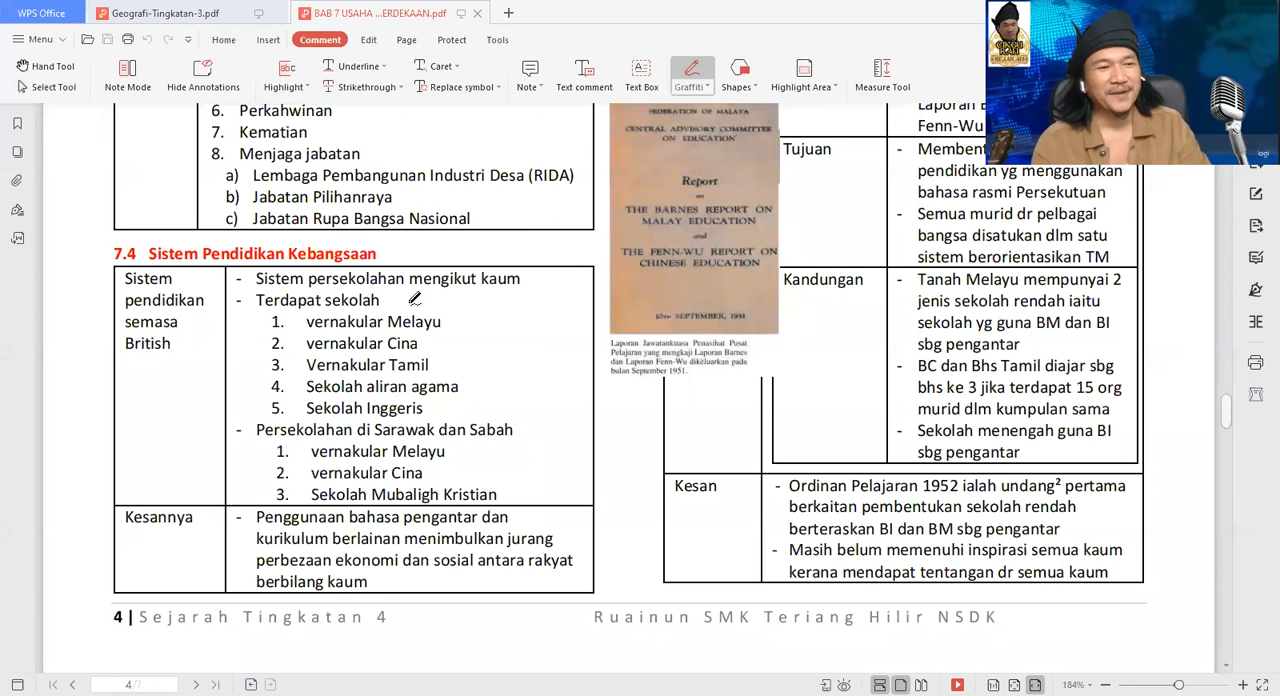 WPS Office
Geografi-Tingkatan-3.pdf
BAB 7 USAHA ...ERDEKAAN.pdf
Menu
Home
Insert
Comment
Edit
Page
Protect
Tools
Hand Tool
Select Tool
Note Mode
Hide Annotations
Highlight
Underline
Strikethrough
Caret
Replace symbol
Note
Text comment
Text Box
Graffiti
Shapes
Highlight Area
Measure Tool
6. Perkahwinan
7. Kematian
8. Menjaga jabatan
a) Lembaga Pembangunan Industri Desa (RIDA)
b) Jabatan Pilihanraya
c) Jabatan Rupa Bangsa Nasional
7.4 Sistem Pendidikan Kebangsaan
Sistem
pendidikan
semasa
British
- Sistem persekolahan mengikut kaum
- Terdapat sekolah
1. vernakular Melayu
2. vernakular Cina
3. Vernakular Tamil
4. Sekolah aliran agama
5. Sekolah Inggeris
- Persekolahan di Sarawak dan Sabah
1. vernakular Melayu
2. vernakular Cina
3. Sekolah Mubaligh Kristian
Kesannya
- Penggunaan bahasa pengantar dan
kurikulum berlainan menimbulkan jurang
perbezaan ekonomi dan sosial antara rakyat
berbilang kaum
FEDERATION OF MALAYA
CENTRAL ADVISORY COMMITTEE
ON EDUCATION
Report
on
THE BARNES REPORT ON
MALAY EDUCATION
and
THE FENN-WU REPORT ON
CHINESE EDUCATION
10TH SEPTEMBER, 1951
Laporan Jawatankuasa Penasihat Pusat
Pelajaran yang mengkaji Laporan Barnes
dan Laporan Fenn-Wu dikeluarkan pada
bulan September 1951.
Laporan
Fenn-Wu
Tujuan
- Membent
pendidikan yg menggunakan
bahasa rasmi Persekutuan
- Semua murid dr pelbagai
bangsa disatukan dlm satu
sistem berorientasikan TM
Kandungan
- Tanah Melayu mempunyai 2
jenis sekolah rendah iaitu
sekolah yg guna BM dan BI
sbg pengantar
- BC dan Bhs Tamil diajar sbg
bhs ke 3 jika terdapat 15 org
murid dlm kumpulan sama
- Sekolah menengah guna BI
sbg pengantar
Kesan
- Ordinan Pelajaran 1952 ialah undang² pertama
berkaitan pembentukan sekolah rendah
berteraskan BI dan BM sbg pengantar
- Masih belum memenuhi inspirasi semua kaum
kerana mendapat tentangan dr semua kaum
4 | Sejarah Tingkatan 4
Ruainun SMK Teriang Hilir NSDK
4/7
184%